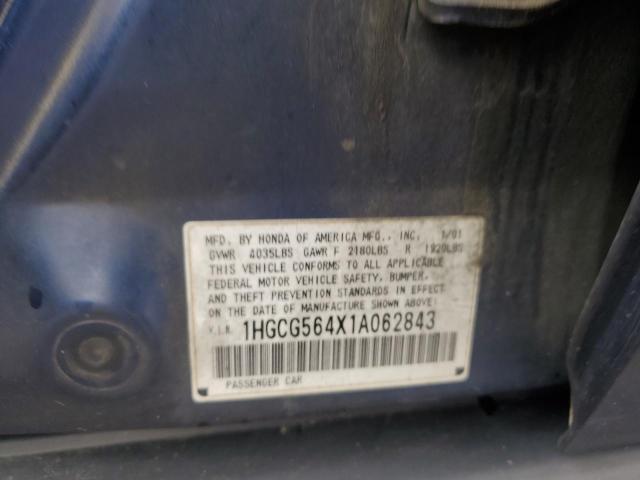 MFD. BY HONDA OF AMERICA MFG., INC. 1/01
GVWR 4035LBS GAWR F 2180LBS R 1920LBS
THIS VEHICLE CONFORMS TO ALL APPLICABLE
FEDERAL MOTOR VEHICLE SAFETY, BUMPER,
AND THEFT PREVENTION STANDARDS IN EFFECT
ON THE DATE OF MANUFACTURE SHOWN ABOVE.
V.I.N. 1HGCG564X1A062843
PASSENGER CAR